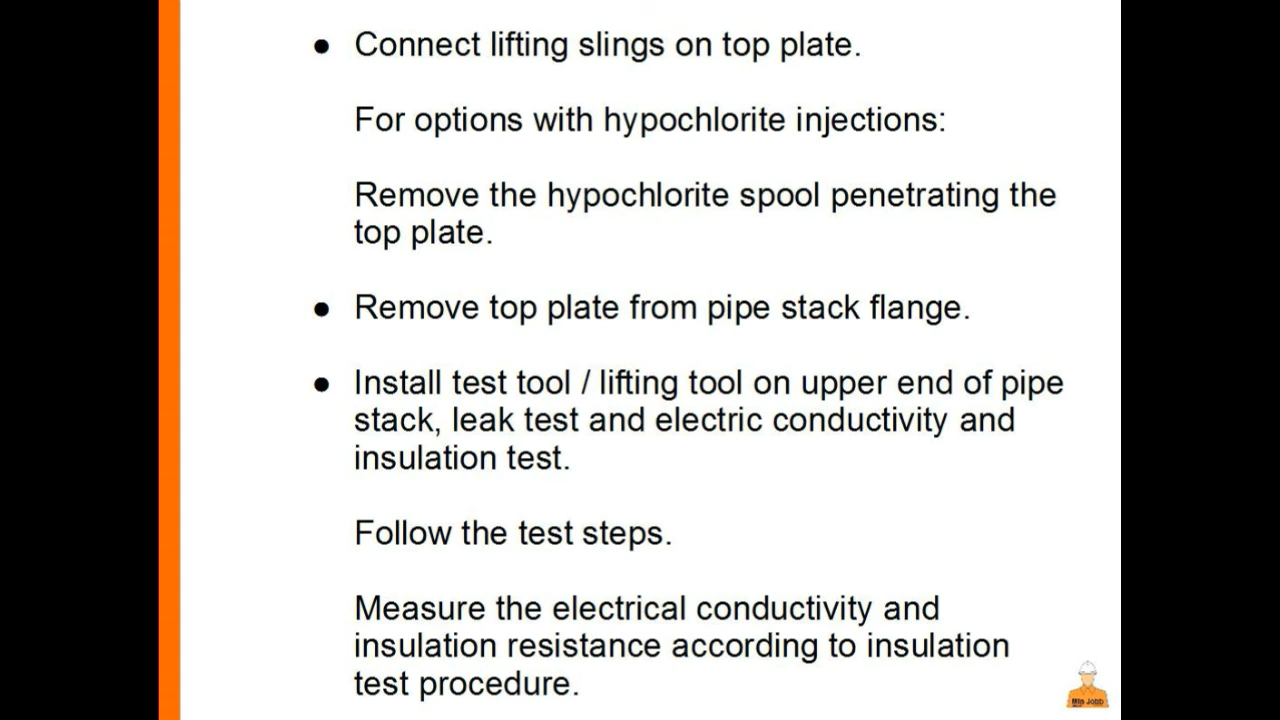 ● Connect lifting slings on top plate.
For options with hypochlorite injections:
Remove the hypochlorite spool penetrating the
top plate.
● Remove top plate from pipe stack flange.
● Install test tool / lifting tool on upper end of pipe
stack, leak test and electric conductivity and
insulation test.
Follow the test steps.
Measure the electrical conductivity and
insulation resistance according to insulation
test procedure.
Min Jobb